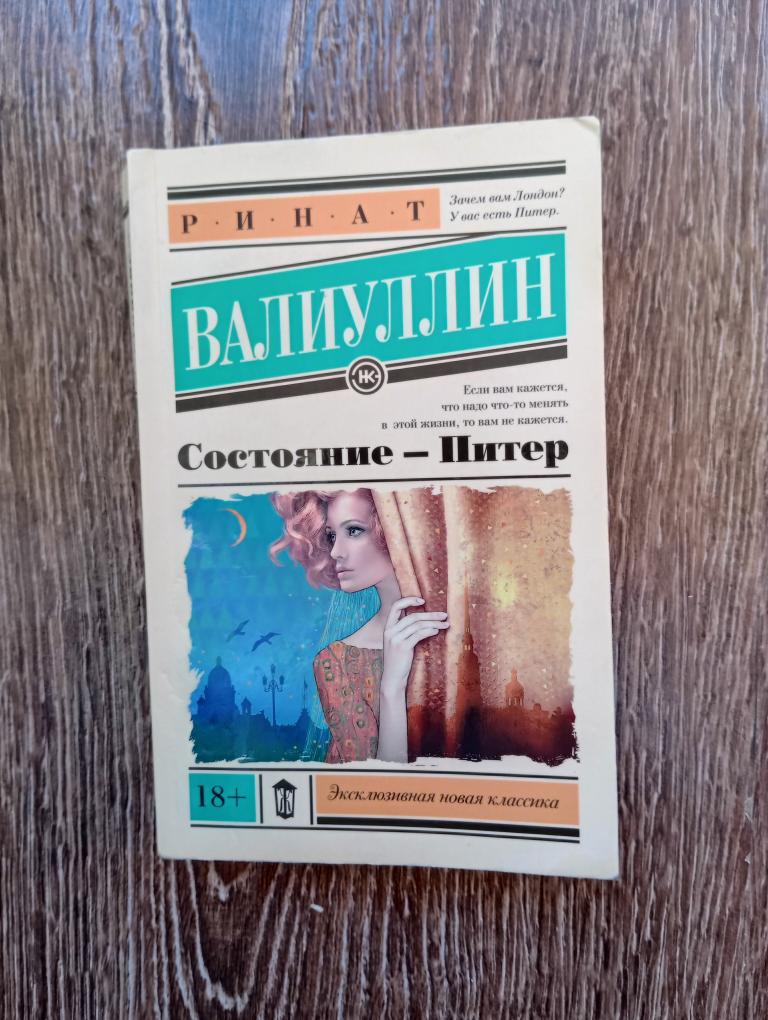 Р · И · Н · А · Т
Зачем вам Лондон?
У вас есть Питер.
ВАЛИУЛЛИН
НК
Если вам кажется,
что надо что-то менять
в этой жизни, то вам не кажется.
Состояние – Питер
18+
Ж
Эксклюзивная новая классика